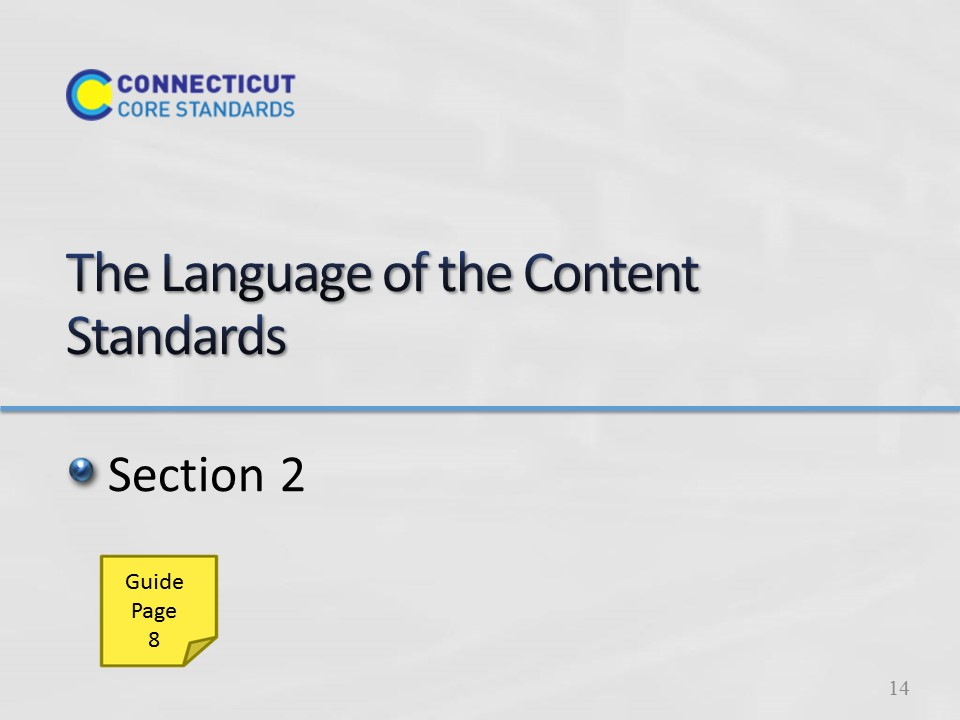 CONNECTICUT
CORE STANDARDS
The Language of the Content
Standards
Section 2
Guide
Page
8
14